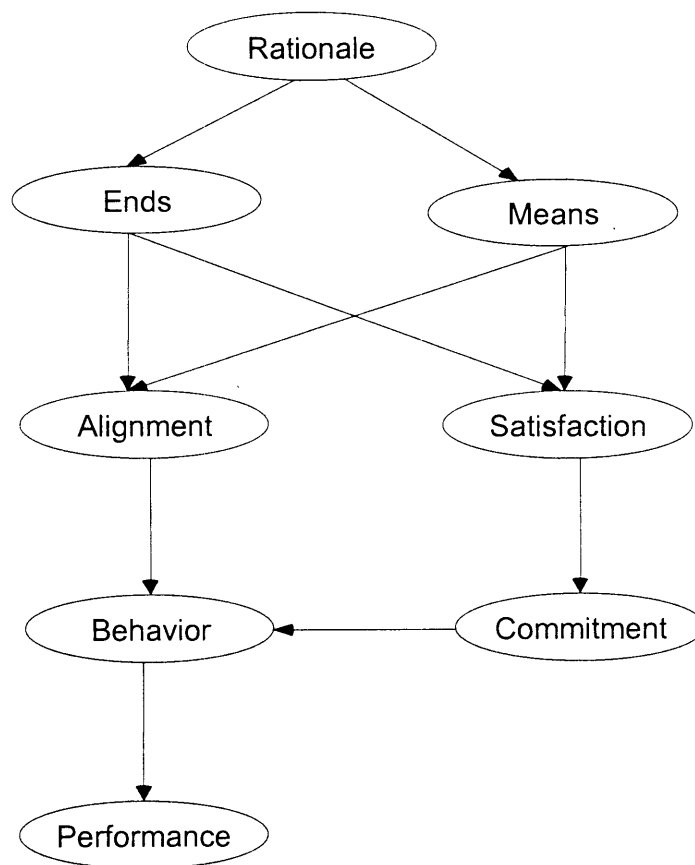 Rationale
Ends
Means
Alignment
Satisfaction
Behavior
Commitment
Performance